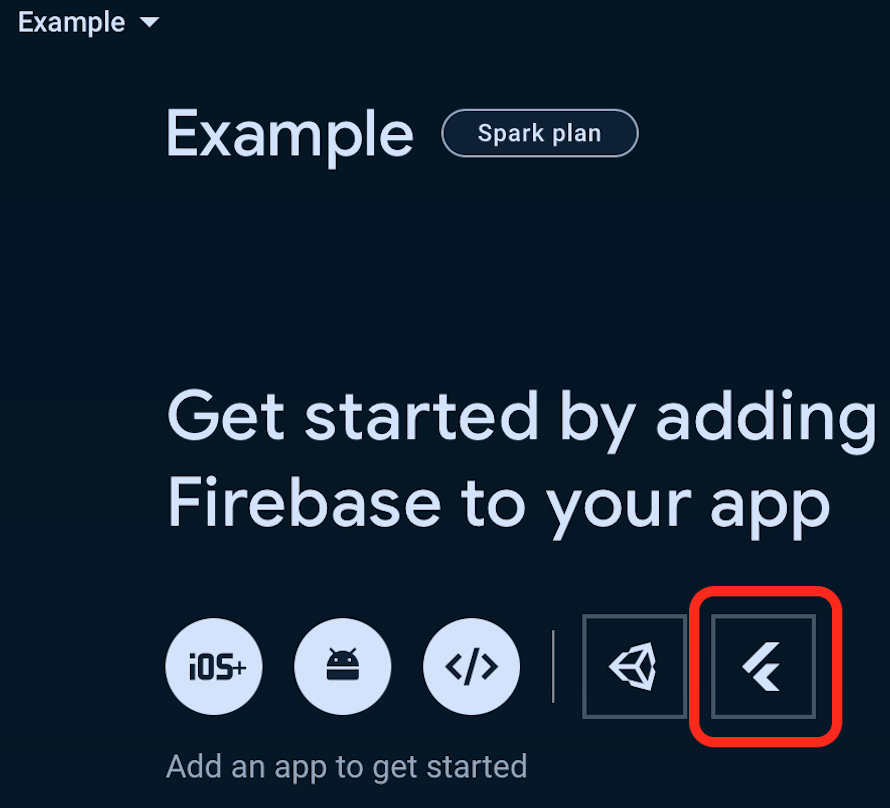 Example
Example
Spark plan
Get started by adding
Firebase to your app
iOS+
</>
Add an app to get started